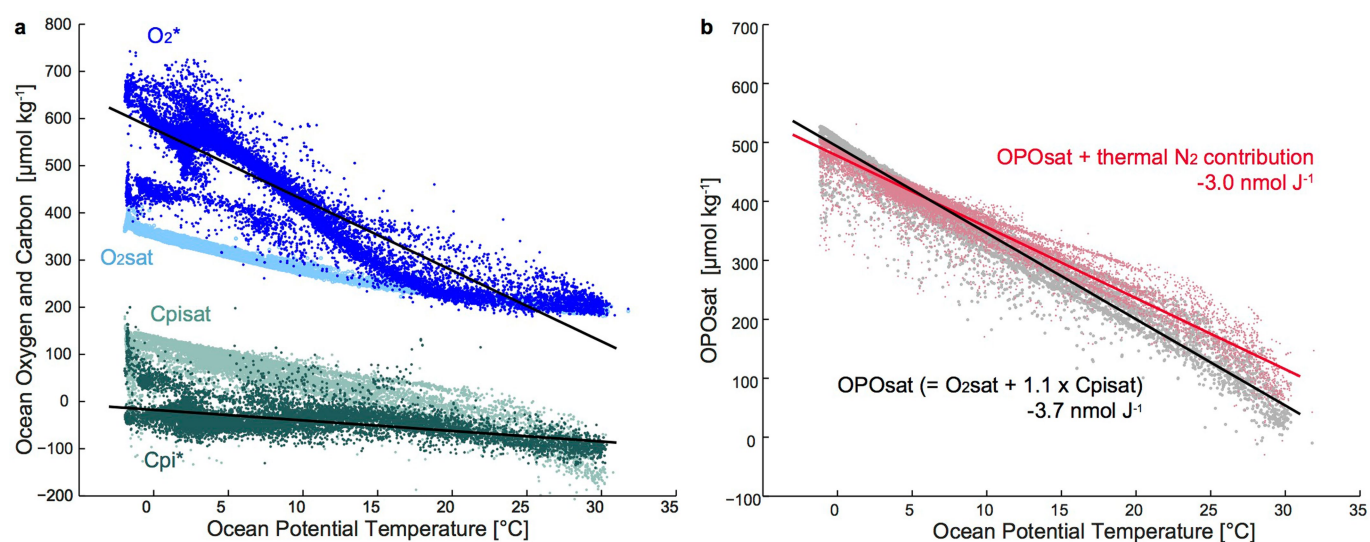 a
Ocean Oxygen and Carbon [µmol kg-1]
800
700
600
500
400
300
200
100
0
−100
−200
O2*
O2sat
Cpisat
Cpi*
0
5
10
15
20
25
30
35
Ocean Potential Temperature [°C]
b
OPOsat [µmol kg-1]
700
600
500
400
300
200
100
0
−100
OPOsat + thermal N2 contribution
-3.0 nmol J-1
OPOsat (= O2sat + 1.1 x Cpisat)
-3.7 nmol J-1
0
5
10
15
20
25
30
35
Ocean Potential Temperature [°C]